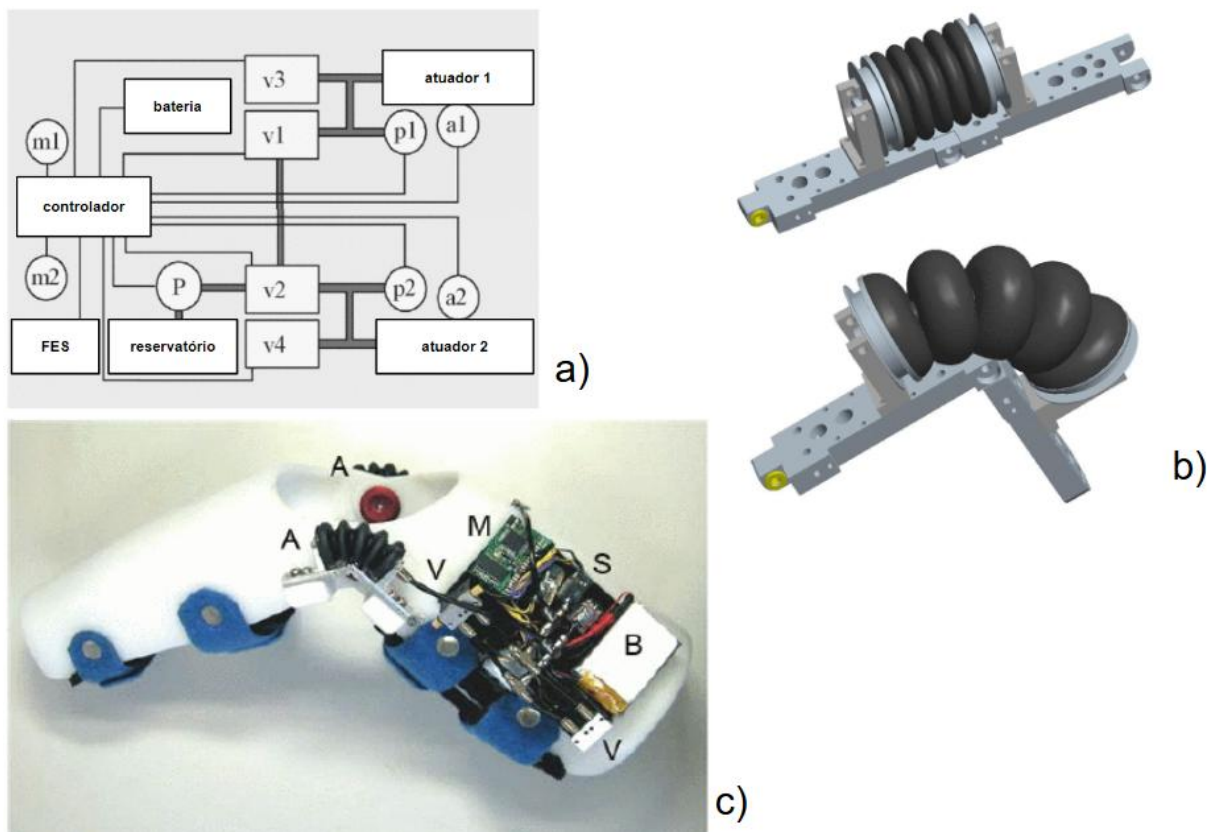 v3
atuador 1
bateria
v1
p1
a1
m1
controlador
m2
P
v2
p2
a2
FES
reservatório
v4
atuador 2
a)
b)
A
A
M
V
S
B
V
c)